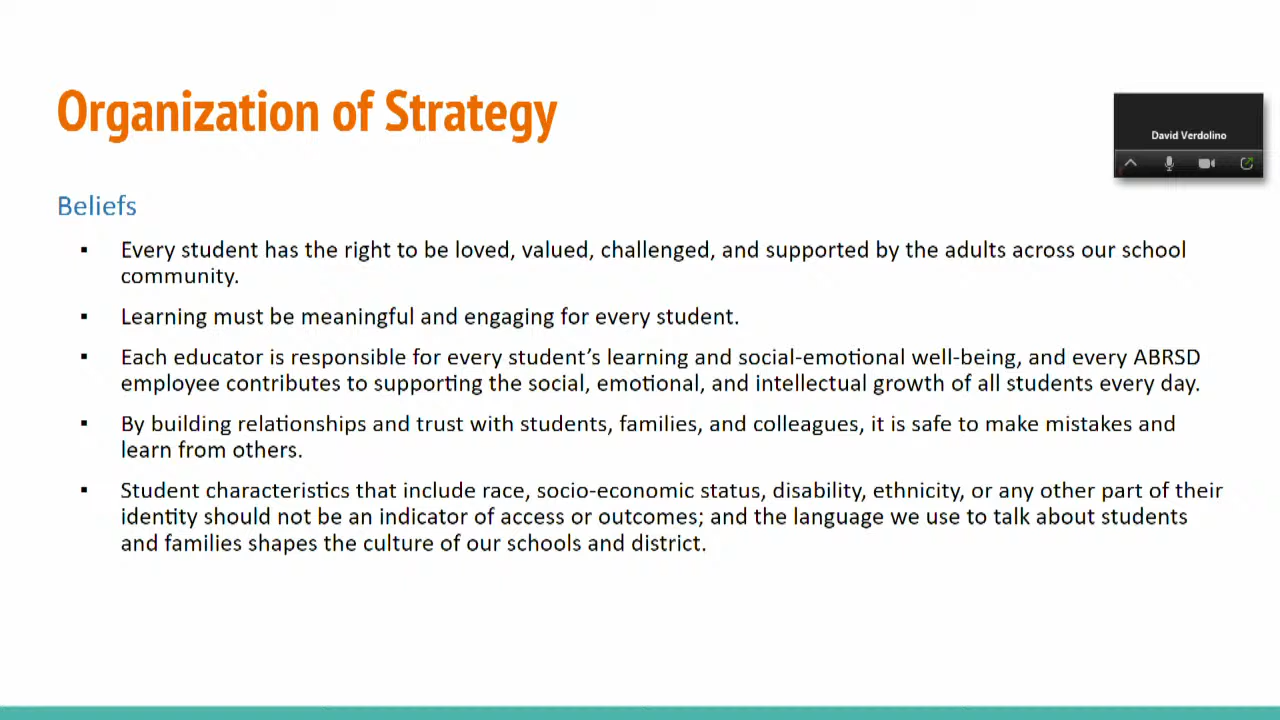 Organization of Strategy
David Verdolino
Beliefs
▪ Every student has the right to be loved, valued, challenged, and supported by the adults across our school
community.
▪ Learning must be meaningful and engaging for every student.
▪ Each educator is responsible for every student’s learning and social-emotional well-being, and every ABRSD
employee contributes to supporting the social, emotional, and intellectual growth of all students every day.
▪ By building relationships and trust with students, families, and colleagues, it is safe to make mistakes and
learn from others.
▪ Student characteristics that include race, socio-economic status, disability, ethnicity, or any other part of their
identity should not be an indicator of access or outcomes; and the language we use to talk about students
and families shapes the culture of our schools and district.